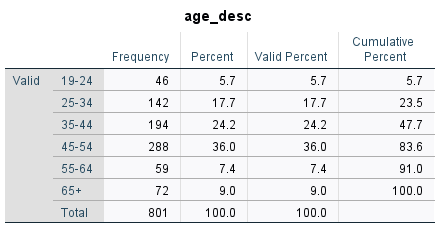 age_desc
Frequency Percent Valid Percent Cumulative Percent
Valid 19-24 46 5.7 5.7 5.7
25-34 142 17.7 17.7 23.5
35-44 194 24.2 24.2 47.7
45-54 288 36.0 36.0 83.6
55-64 59 7.4 7.4 91.0
65+ 72 9.0 9.0 100.0
Total 801 100.0 100.0